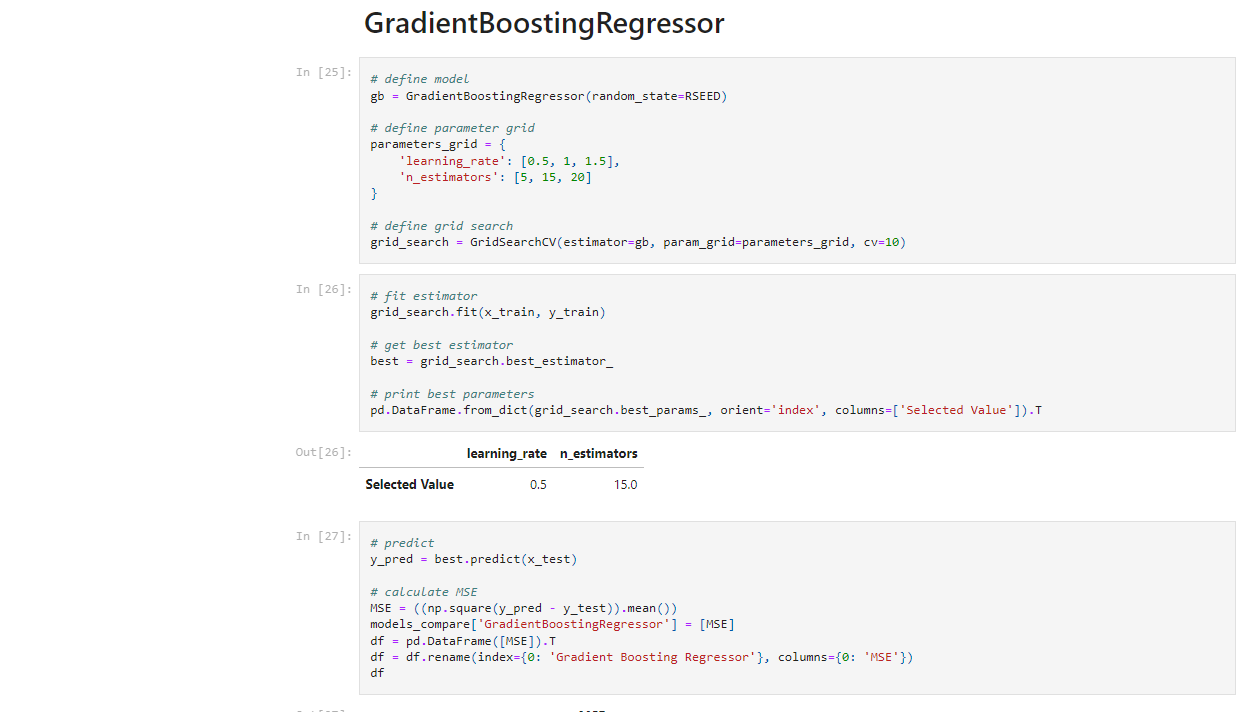 GradientBoostingRegressor
In [25]:
# define model
gb = GradientBoostingRegressor(random_state=RSEED)
# define parameter grid
parameters_grid = {
    'learning_rate': [0.5, 1, 1.5],
    'n_estimators': [5, 15, 20]
}
# define grid search
grid_search = GridSearchCV(estimator=gb, param_grid=parameters_grid, cv=10)
In [26]:
# fit estimator
grid_search.fit(x_train, y_train)
# get best estimator
best = grid_search.best_estimator_
# print best parameters
pd.DataFrame.from_dict(grid_search.best_params_, orient='index', columns=['Selected Value']).T
Out[26]:
learning_rate n_estimators
Selected Value 0.5 15.0
In [27]:
# predict
y_pred = best.predict(x_test)
# calculate MSE
MSE = ((np.square(y_pred - y_test)).mean())
models_compare['GradientBoostingRegressor'] = [MSE]
df = pd.DataFrame([MSE]).T
df = df.rename(index={0: 'Gradient Boosting Regressor'}, columns={0: 'MSE'})
df